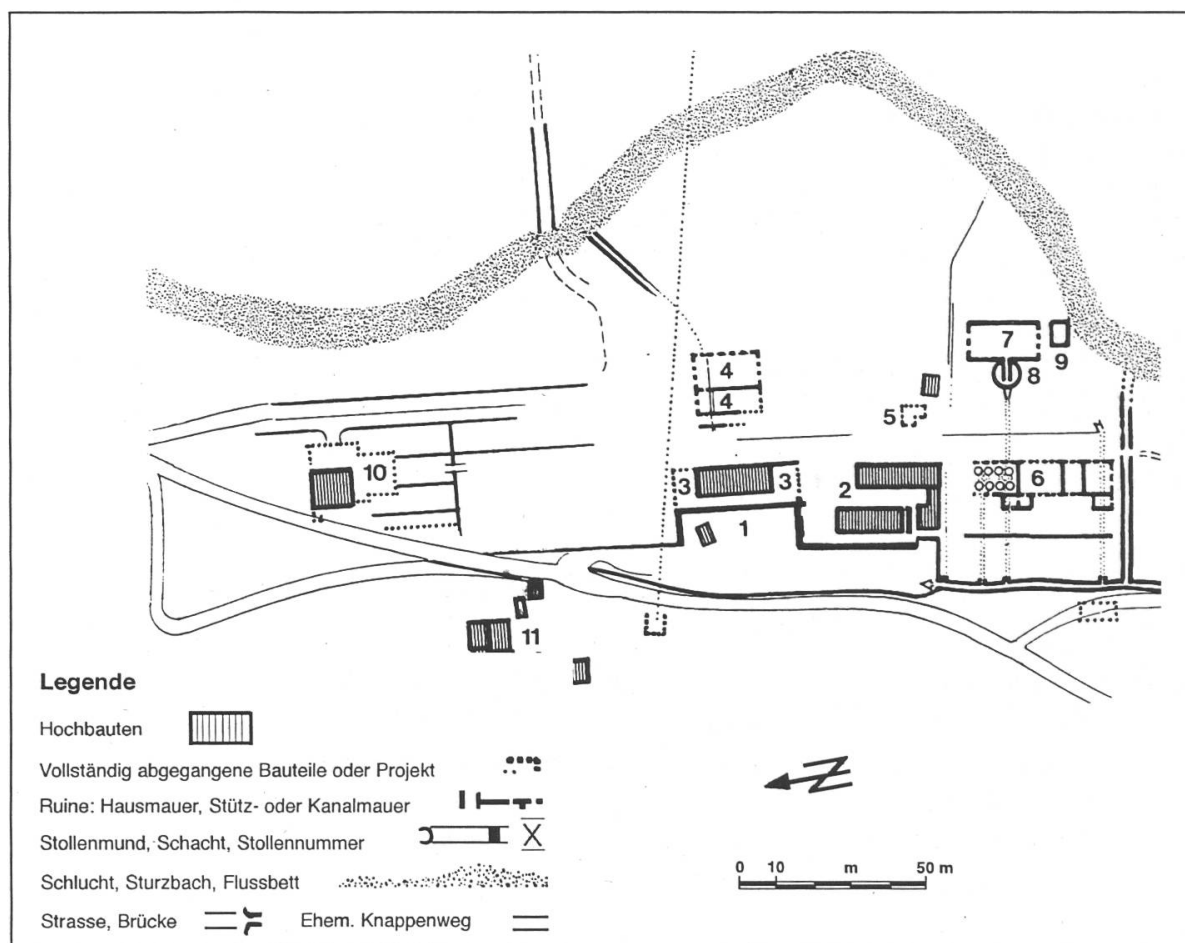 7
9
8
4
4
5
10
3
3
2
6
1
11
Legende
Hochbauten
Vollständig abgegangene Bauteile oder Projekt
Ruine: Hausmauer, Stütz- oder Kanalmauer
Stollenmund, Schacht, Stollennummer X
Schlucht, Sturzbach, Flussbett
Strasse, Brücke Ehem. Knappenweg
N
0 10 m 50 m